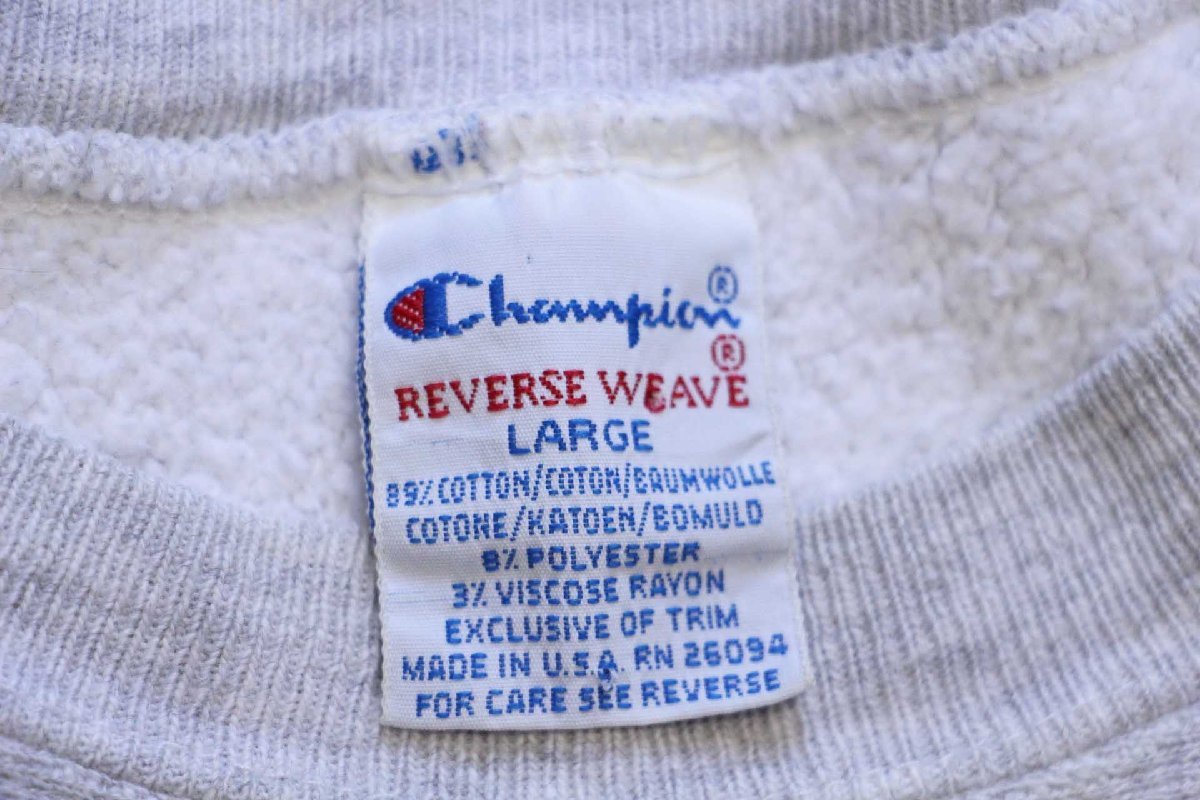 Champion®
REVERSE WEAVE®
LARGE
89% COTTON/COTON/BAUMWOLLE
COTONE/KATOEN/BOMULD
8% POLYESTER
3% VISCOSE RAYON
EXCLUSIVE OF TRIM
MADE IN U.S.A. RN 26094
FOR CARE SEE REVERSE